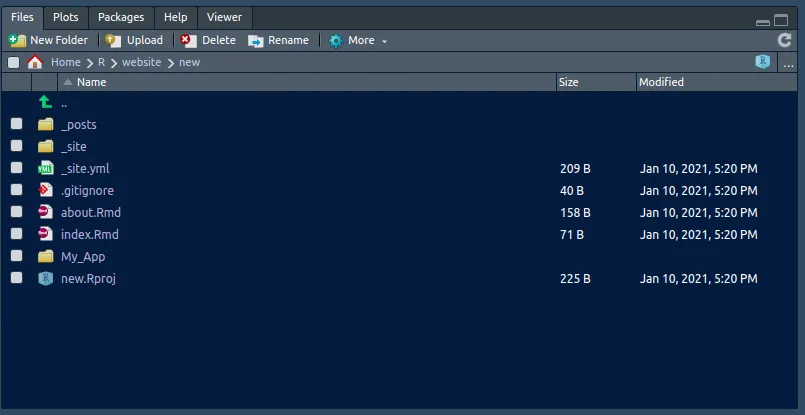 Files Plots Packages Help Viewer
New Folder Upload Delete Rename More
Home R website new R ...
Name Size Modified
..
_posts
_site
YML _site.yml 209 B Jan 10, 2021, 5:20 PM
.gitignore 40 B Jan 10, 2021, 5:20 PM
Rmd about.Rmd 158 B Jan 10, 2021, 5:20 PM
Rmd index.Rmd 71 B Jan 10, 2021, 5:20 PM
My_App
R new.Rproj 225 B Jan 10, 2021, 5:20 PM